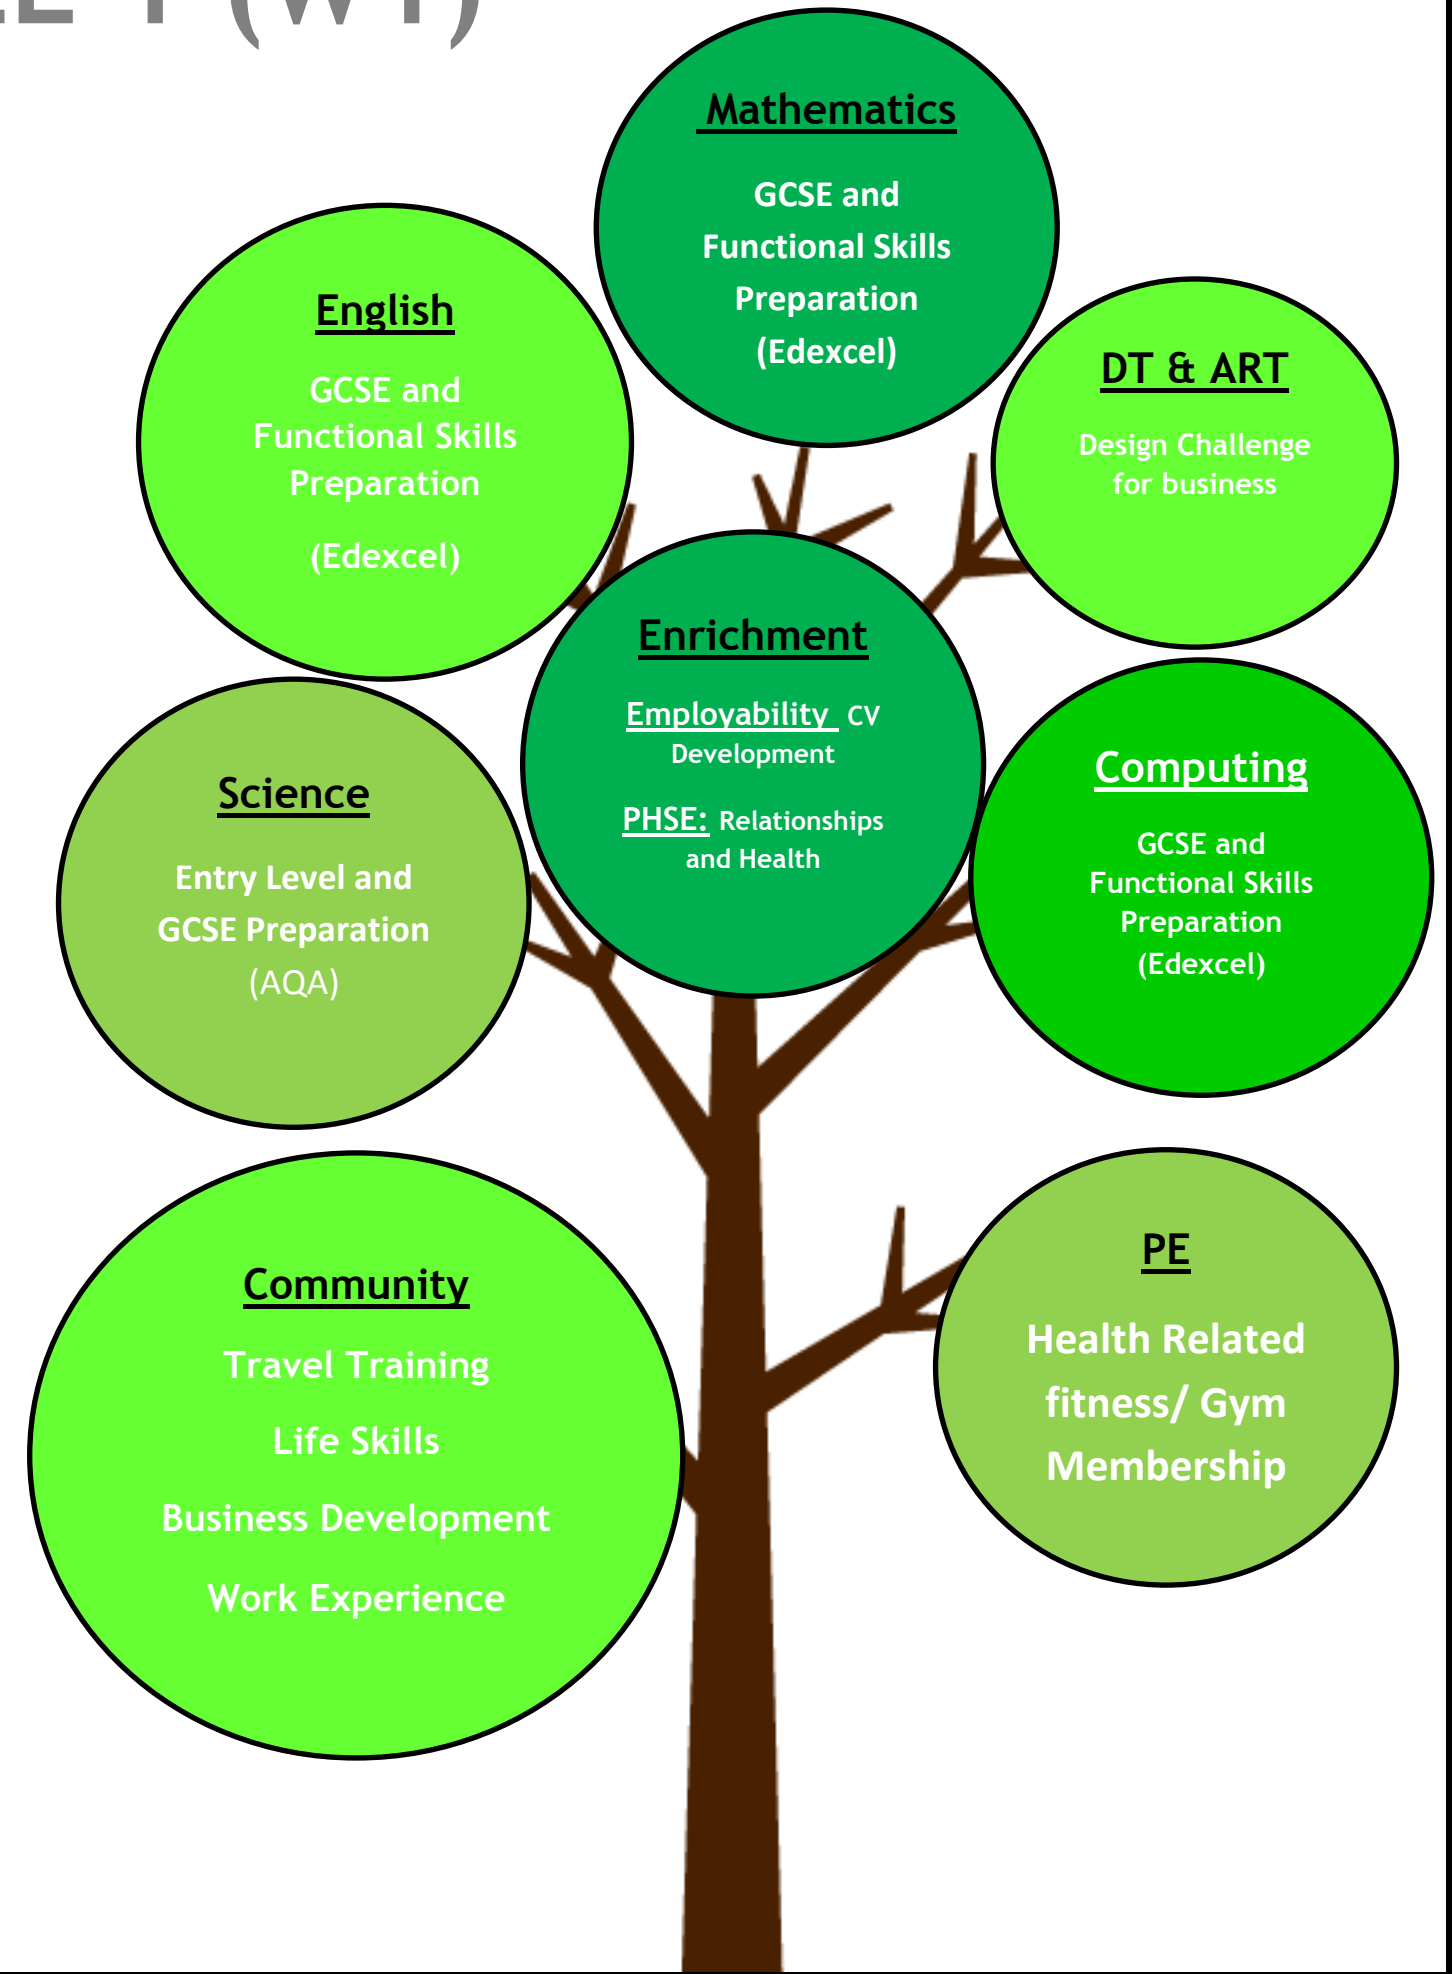 1 (W1)
Mathematics
GCSE and
Functional Skills
Preparation
(Edexcel)
English
GCSE and
Functional Skills
Preparation
(Edexcel)
DT & ART
Design Challenge
for business
Enrichment
Employability CV
Development
PHSE: Relationships
and Health
Science
Entry Level and
GCSE Preparation
(AQA)
Computing
GCSE and
Functional Skills
Preparation
(Edexcel)
Community
Travel Training
Life Skills
Business Development
Work Experience
PE
Health Related
fitness/ Gym
Membership